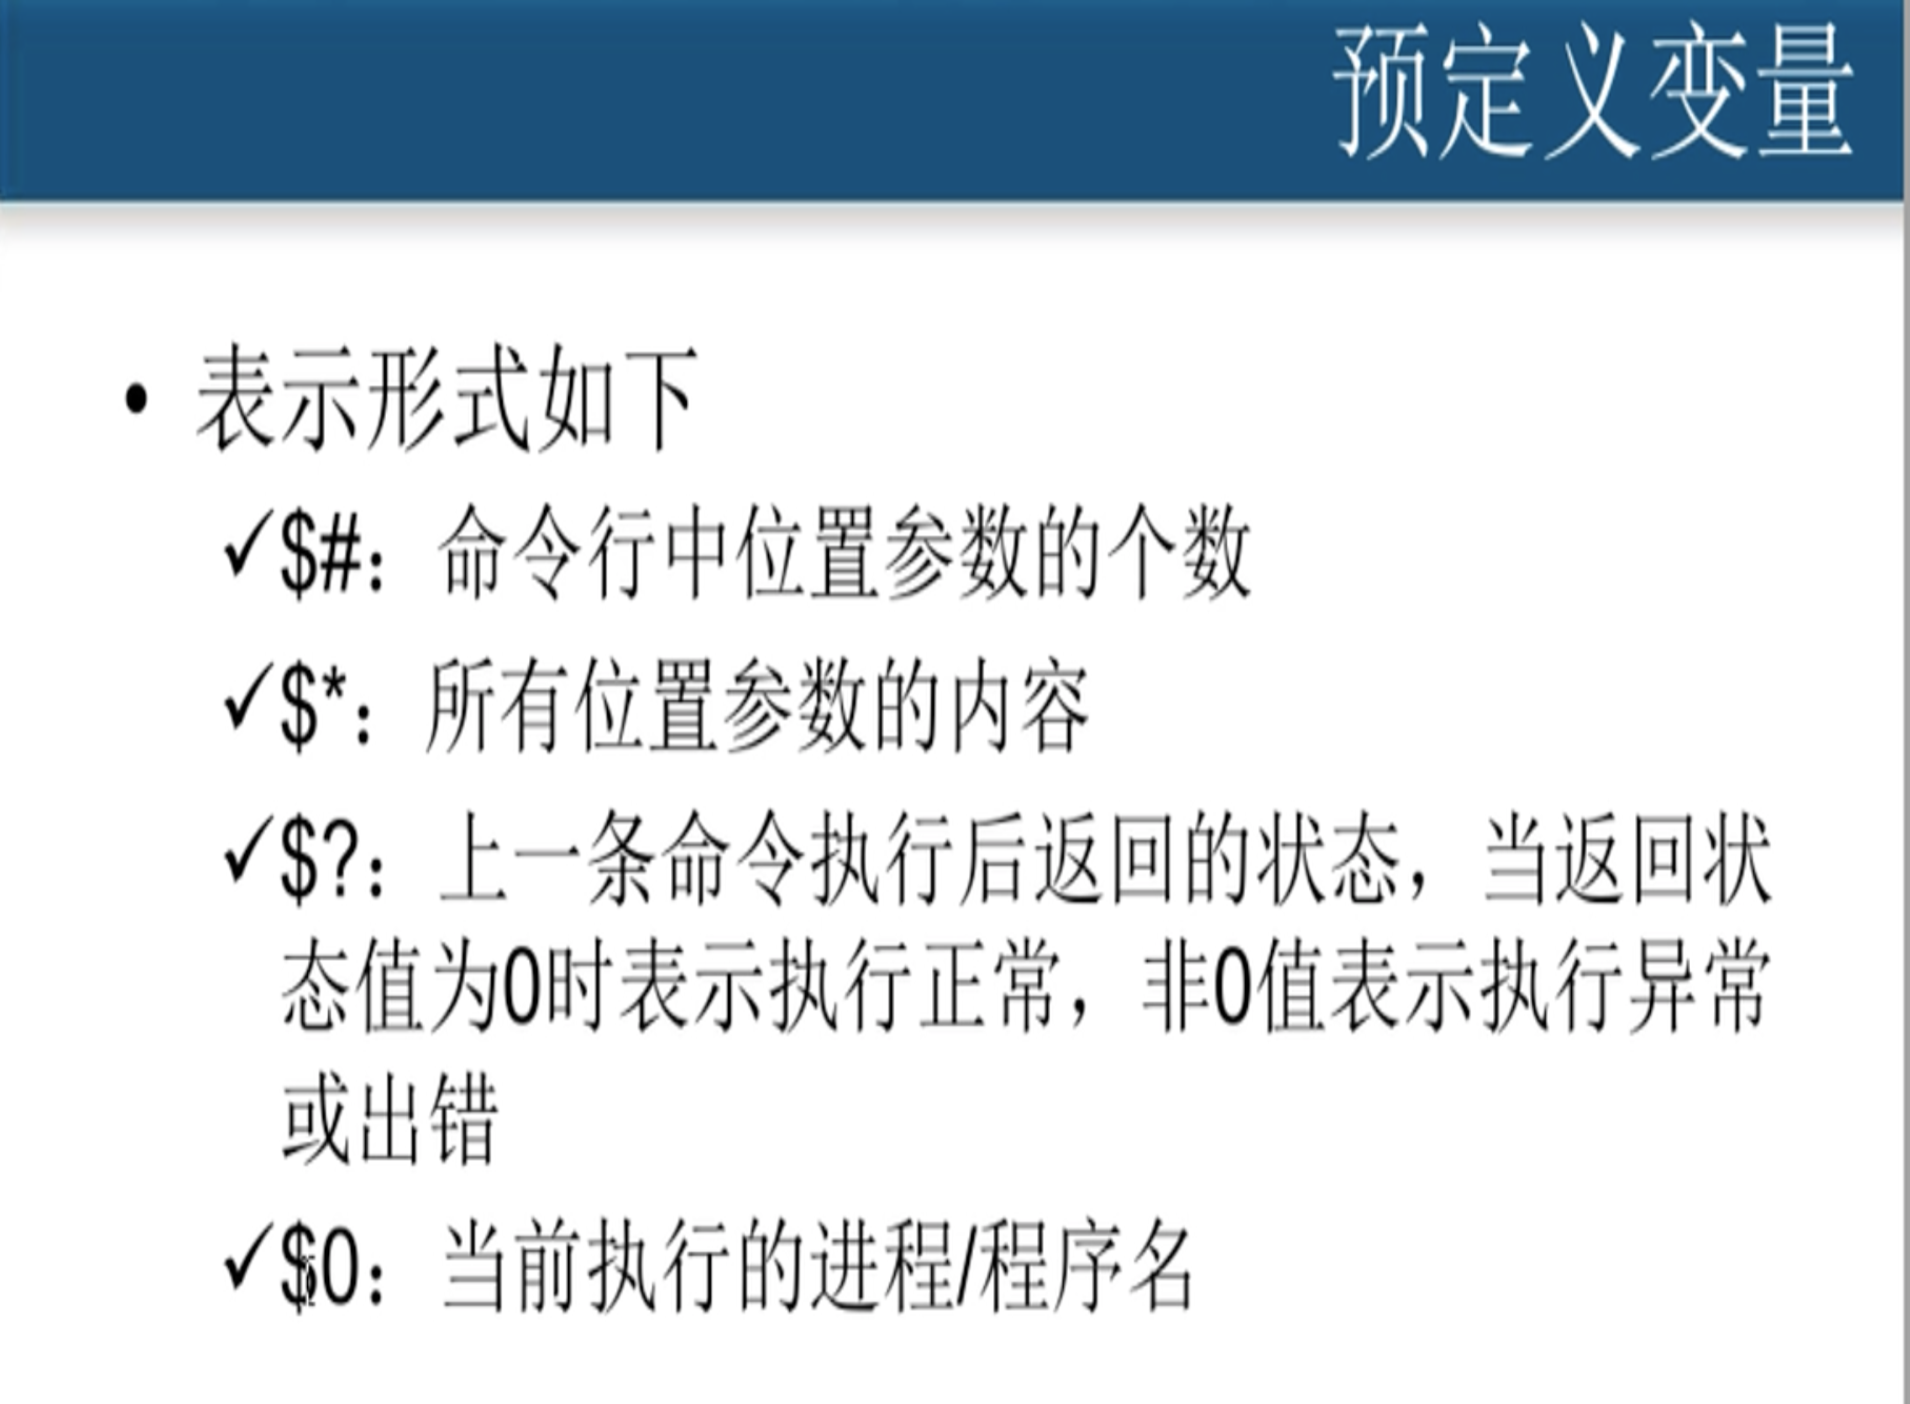 预定义变量
• 表示形式如下
✓$#：命令行中位置参数的个数
✓$*：所有位置参数的内容
✓$?：上一条命令执行后返回的状态，当返回状
态值为0时表示执行正常，非0值表示执行异常
或出错
✓$0：当前执行的进程/程序名